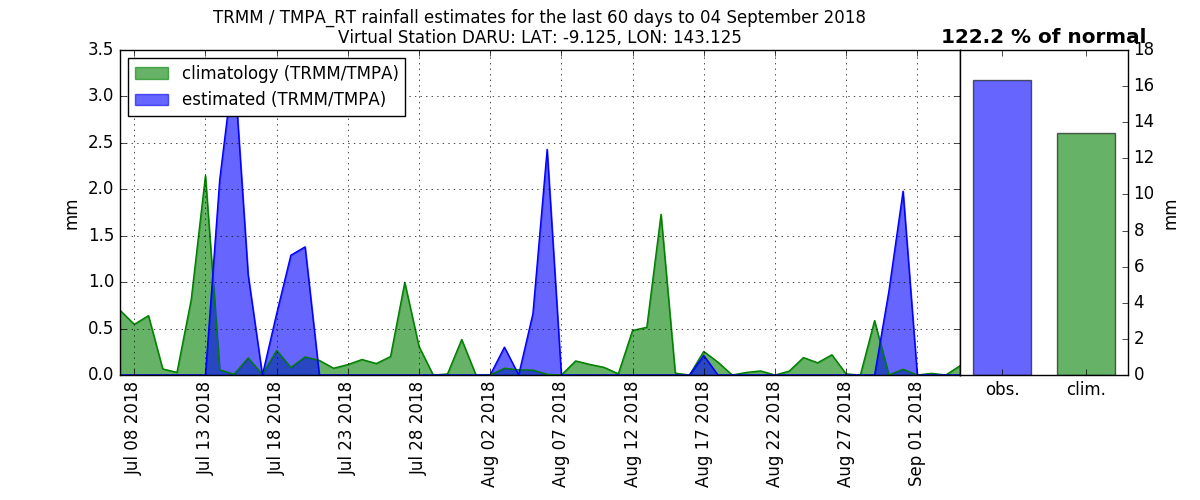 TRMM / TMPA_RT rainfall estimates for the last 60 days to 04 September 2018
Virtual Station DARU: LAT: -9.125, LON: 143.125
122.2 % of normal
climatology (TRMM/TMPA)
estimated (TRMM/TMPA)
3.5
3.0
2.5
2.0
1.5
1.0
0.5
0.0
mm
Jul 08 2018
Jul 13 2018
Jul 18 2018
Jul 23 2018
Jul 28 2018
Aug 02 2018
Aug 07 2018
Aug 12 2018
Aug 17 2018
Aug 22 2018
Aug 27 2018
Sep 01 2018
obs.
clim.
18
16
14
12
10
8
6
4
2
0
mm